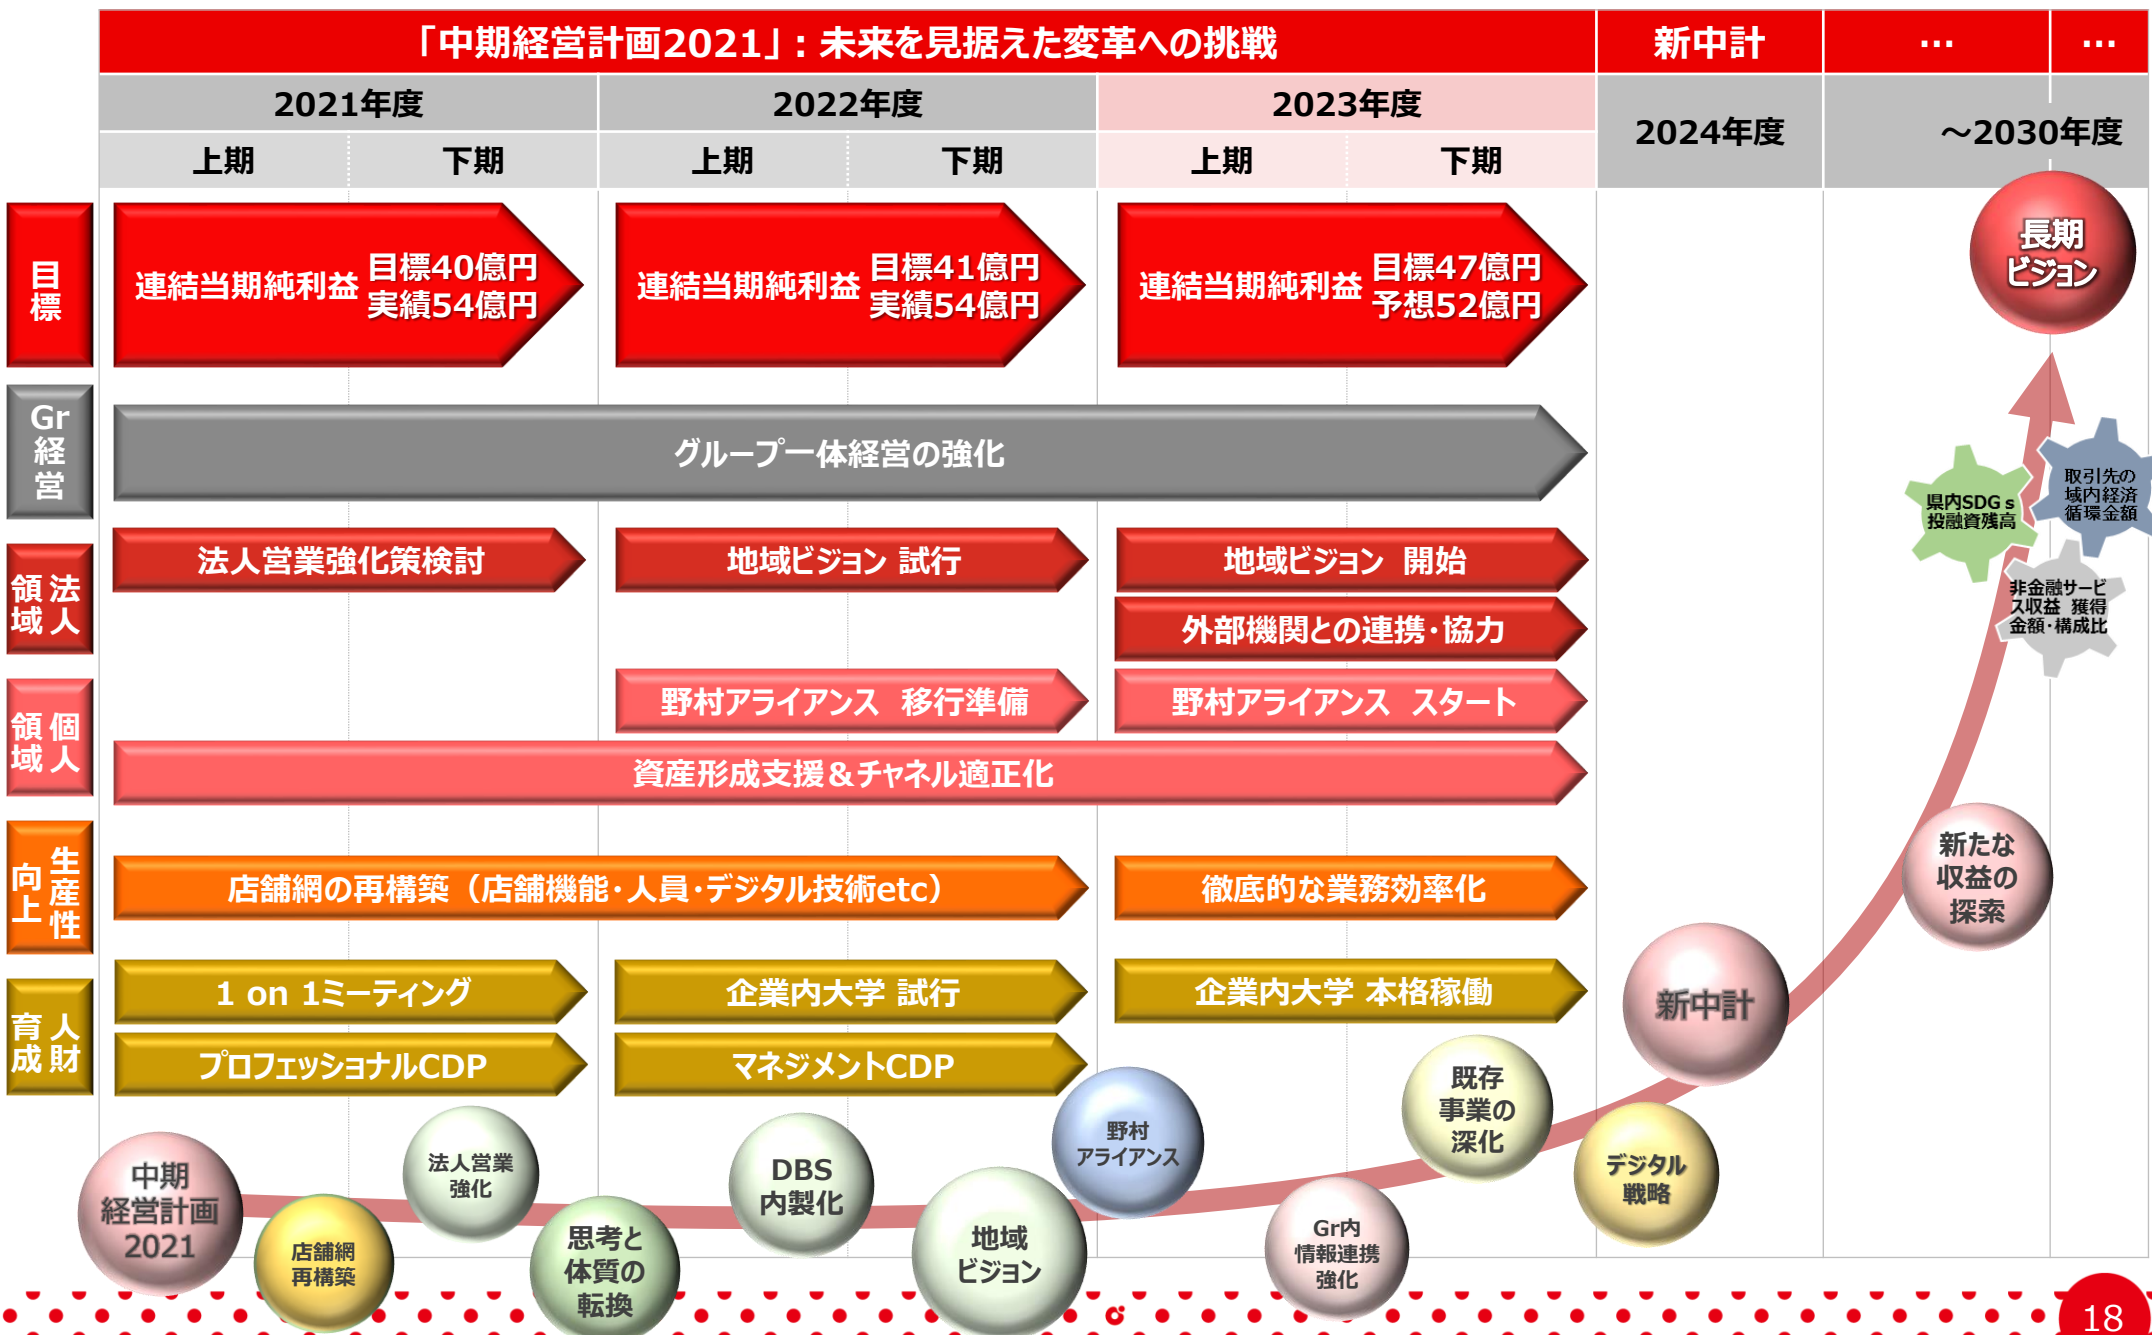 「中期経営計画2021」：未来を見据えた変革への挑戦
新中計
…
…
2021年度
2022年度
2023年度
2024年度
～2030年度
上期
下期
上期
下期
上期
下期
目標
連結当期純利益
目標40億円
実績54億円
連結当期純利益
目標41億円
実績54億円
連結当期純利益
目標47億円
予想52億円
長期
ビジョン
Gr
経
営
グループ一体経営の強化
県内SDGｓ
投融資残高
取引先の
域内経済
循環金額
非金融サービ
ス収益 獲得
金額・構成比
法人
領域
法人営業強化策検討
地域ビジョン 試行
地域ビジョン 開始
外部機関との連携・協力
個人
領域
野村アライアンス 移行準備
野村アライアンス スタート
資産形成支援＆チャネル適正化
生産性
向上
店舗網の再構築（店舗機能・人員・デジタル技術etc）
徹底的な業務効率化
新たな
収益の
探索
人財
育成
1 on 1ミーティング
企業内大学 試行
企業内大学 本格稼働
プロフェッショナルCDP
マネジメントCDP
新中計
中期
経営計画
2021
店舗網
再構築
法人営業
強化
思考と
体質の
転換
DBS
内製化
地域
ビジョン
野村
アライアンス
Gr内
情報連携
強化
既存
事業の
深化
デジタル
戦略
18